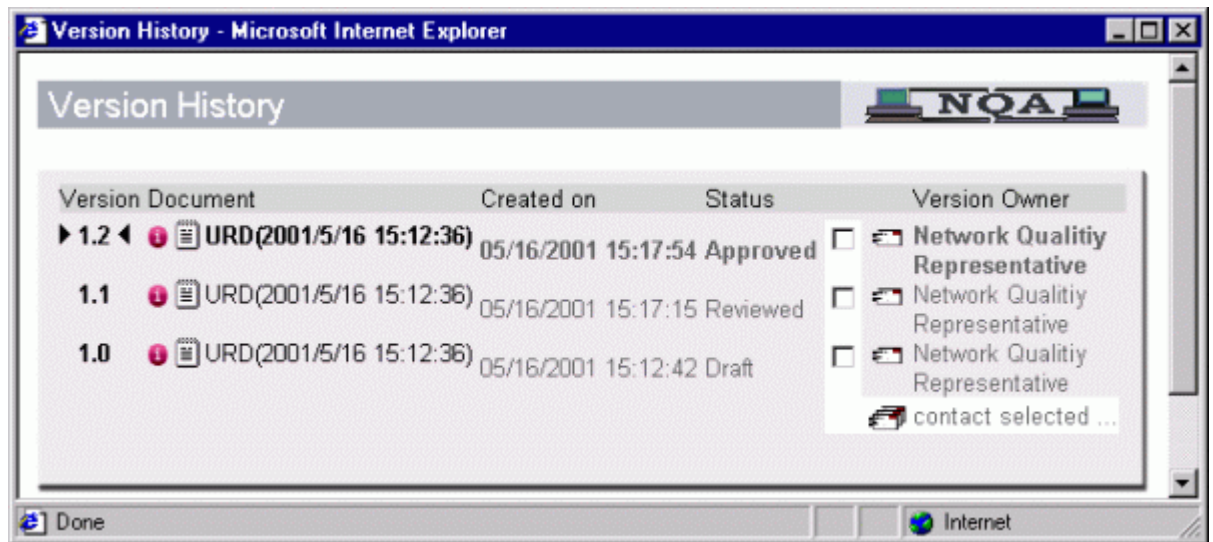 Version History - Microsoft Internet Explorer
Version History
NQA
Version Document Created on Status Version Owner
1.2 URD(2001/5/16 15:12:36) 05/16/2001 15:17:54 Approved Network Qualitiy
Representative
1.1 URD(2001/5/16 15:12:36) 05/16/2001 15:17:15 Reviewed Network Qualitiy
Representative
1.0 URD(2001/5/16 15:12:36) 05/16/2001 15:12:42 Draft Network Qualitiy
Representative
contact selected ...
Done Internet